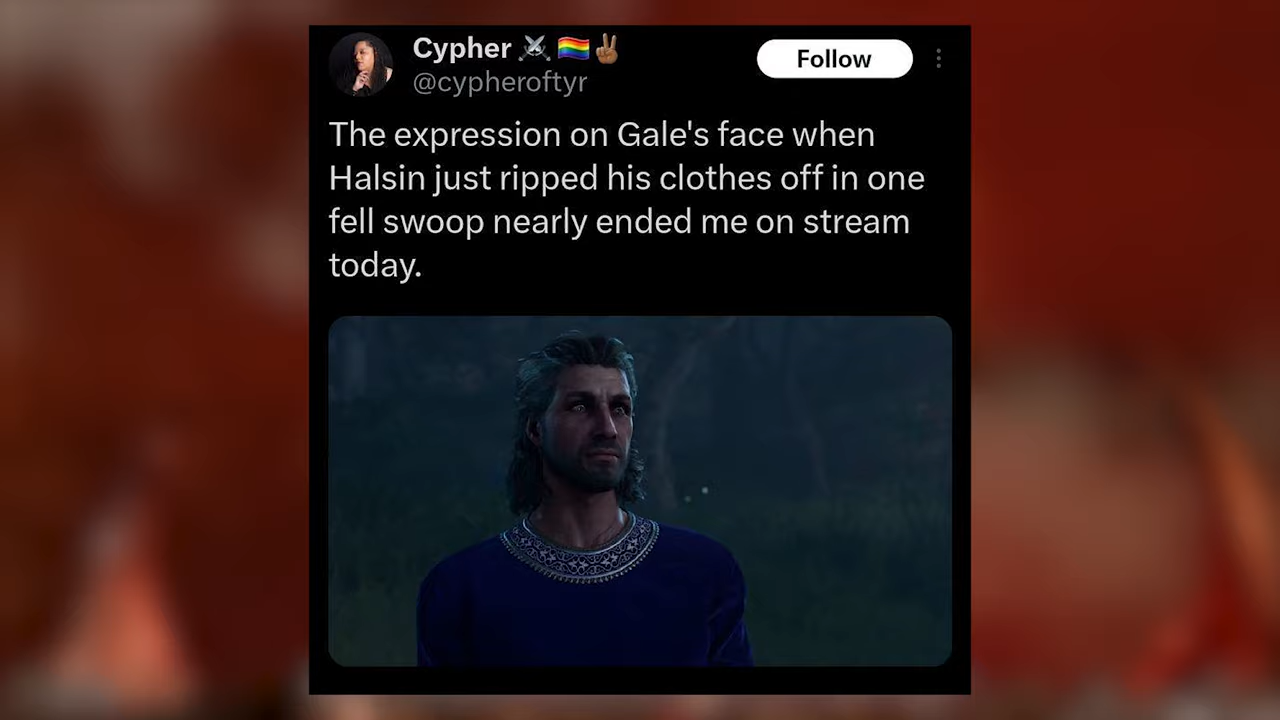 Cypher ⚔️ 🏳️‍🌈✌🏾
@cypheroftyr
Follow
The expression on Gale's face when
Halsin just ripped his clothes off in one
fell swoop nearly ended me on stream
today.